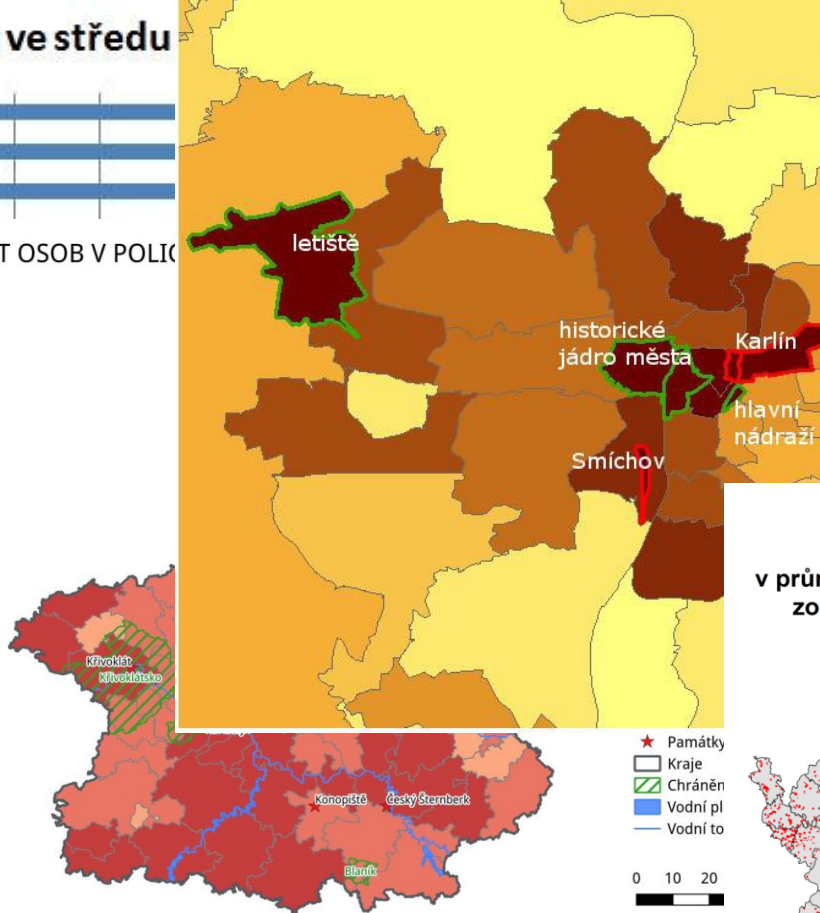 ve středu
T OSOB V POLIC
letiště
historické
jádro města
Karlín
hlavní
nádraží
Smíchov
v prům
zo
Křivoklát
Křivoklátsko
Konopiště
Český Šternberk
Blaník
Památky
Kraje
Chráněn
Vodní pl
Vodní to
0 10 20